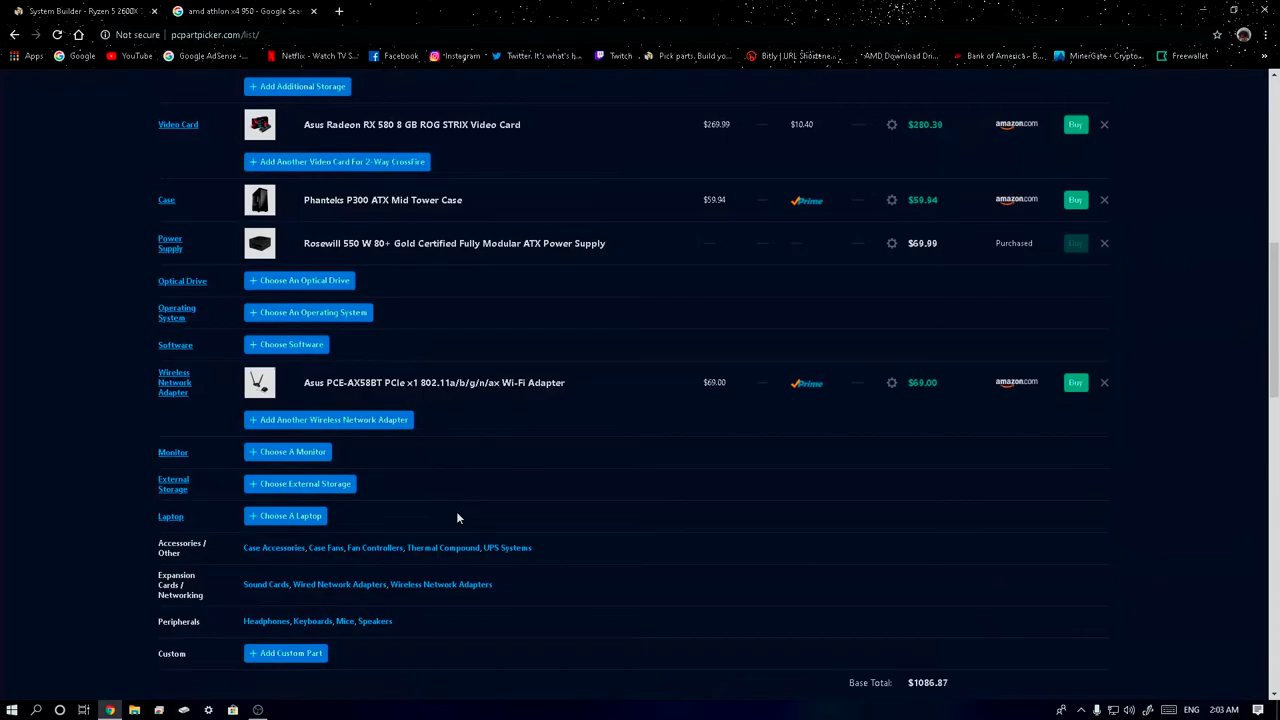 System Builder - Ryzen 5 2600X
amd athlon x4 950 - Google Sea
Not secure | pcpartpicker.com/list/
Apps Google YouTube Google AdSense - Netflix - Watch TV S... Facebook Instagram Twitter. It's what's... Twitch Pick parts, Build yo... Bitly | URL Shortene... AMD Download Dri... Bank of America - B... MinterGate - Crypto... Freewallet
+ Add Additional Storage
Video Card Asus Radeon RX 580 8 GB ROG STRIX Video Card $269.99 — $10.40 — $280.39 amazon.com Buy
+ Add Another Video Card For 2-Way CrossFire
Case Phanteks P300 ATX Mid Tower Case $59.94 — Prime — $59.94 amazon.com Buy
Power
Supply
Rosewill 550 W 80+ Gold Certified Fully Modular ATX Power Supply — — — — $69.99 Purchased Buy
Optical Drive + Choose An Optical Drive
Operating
System
+ Choose An Operating System
Software + Choose Software
Wireless
Network
Adapter
Asus PCE-AX58BT PCIe x1 802.11a/b/g/n/ax Wi-Fi Adapter $69.00 — Prime — $69.00 amazon.com Buy
+ Add Another Wireless Network Adapter
Monitor + Choose A Monitor
External
Storage
+ Choose External Storage
Laptop + Choose A Laptop
Accessories /
Other
Case Accessories, Case Fans, Fan Controllers, Thermal Compound, UPS Systems
Expansion
Cards /
Networking
Sound Cards, Wired Network Adapters, Wireless Network Adapters
Peripherals Headphones, Keyboards, Mice, Speakers
Custom + Add Custom Part
Base Total: $1086.87
ENG 2:03 AM